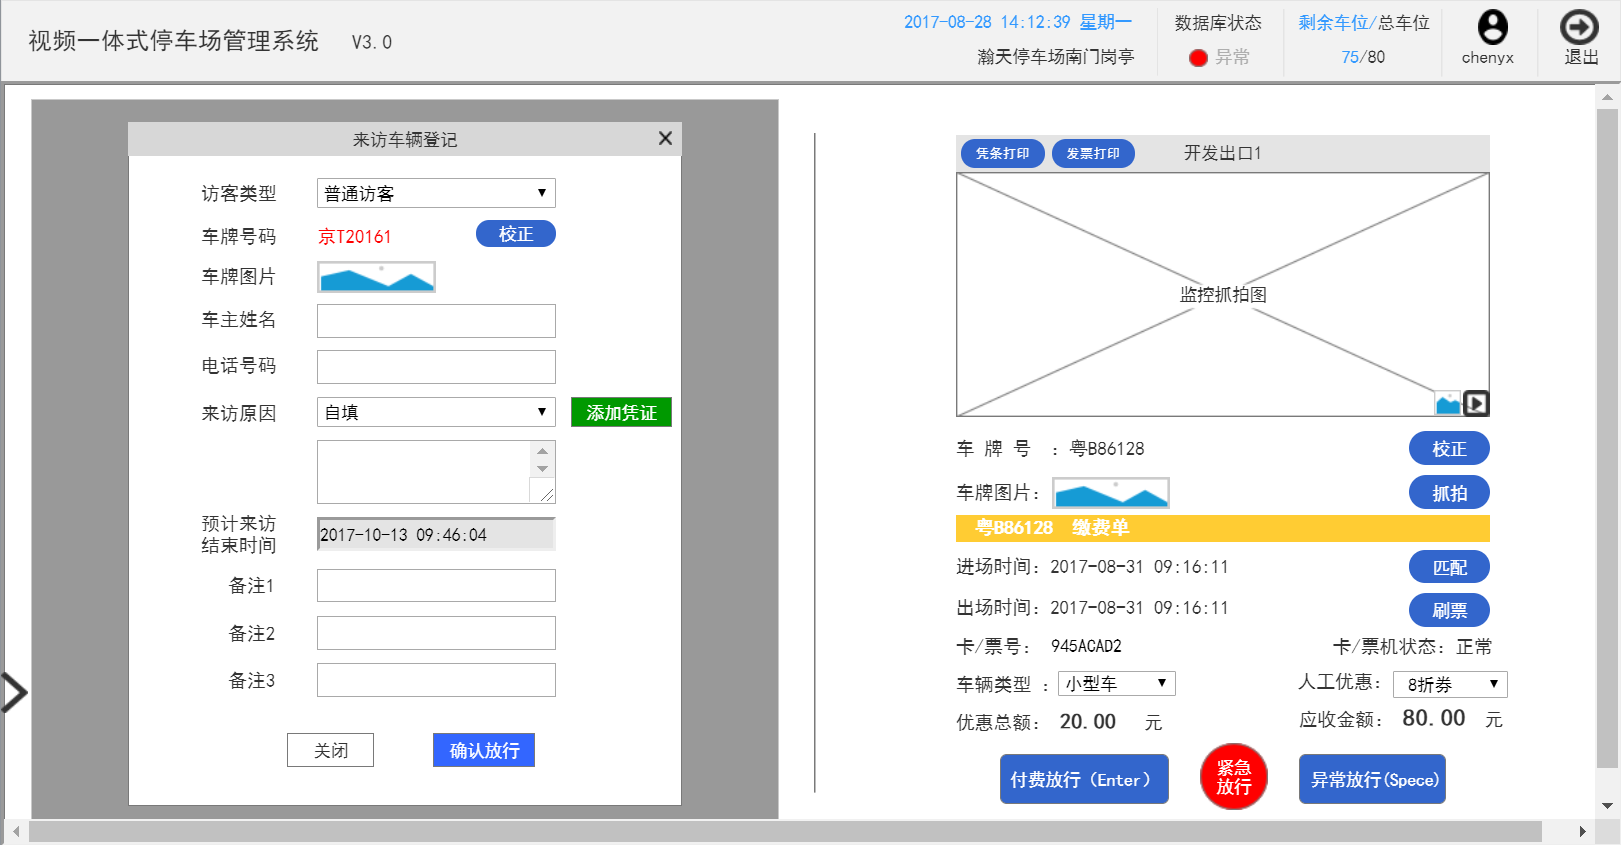 视频一体式停车场管理系统 V3.0
2017-08-28 14:12:39 星期一
瀚天停车场南门岗亭
数据库状态
异常
剩余车位/总车位
75/80
chenyx
退出
来访车辆登记
访客类型 普通访客
车牌号码 京T20161 校正
车牌图片
车主姓名
电话号码
来访原因 自填 添加凭证
预计来访
结束时间 2017-10-13 09:46:04
备注1
备注2
备注3
关闭 确认放行
凭条打印 发票打印 开发出口1
监控抓拍图
车 牌 号 : 粤B86128 校正
车牌图片: 抓拍
粤B86128 缴费单
进场时间: 2017-08-31 09:16:11 匹配
出场时间: 2017-08-31 09:16:11 刷票
卡/票号: 945ACAD2 卡/票机状态: 正常
车辆类型 : 小型车 人工优惠: 8折券
优惠总额: 20.00 元 应收金额: 80.00 元
付费放行（Enter） 紧急
放行 异常放行(Spece)